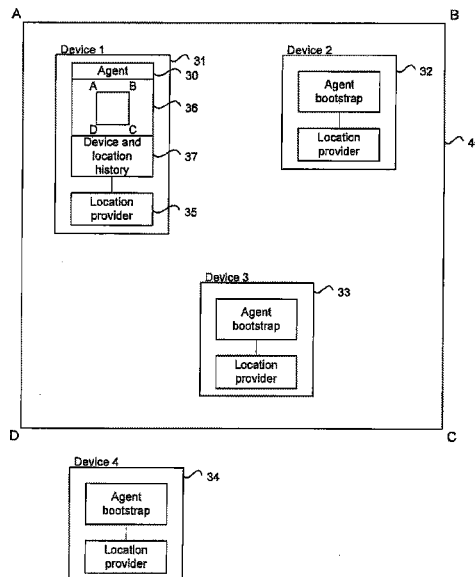 A
B
Device 1
31
Agent
30
A
B
36
D
C
Device and
location
history
37
Location
provider
35
Device 2
32
Agent
bootstrap
Location
provider
4
Device 3
33
Agent
bootstrap
Location
provider
D
C
Device 4
34
Agent
bootstrap
Location
provider